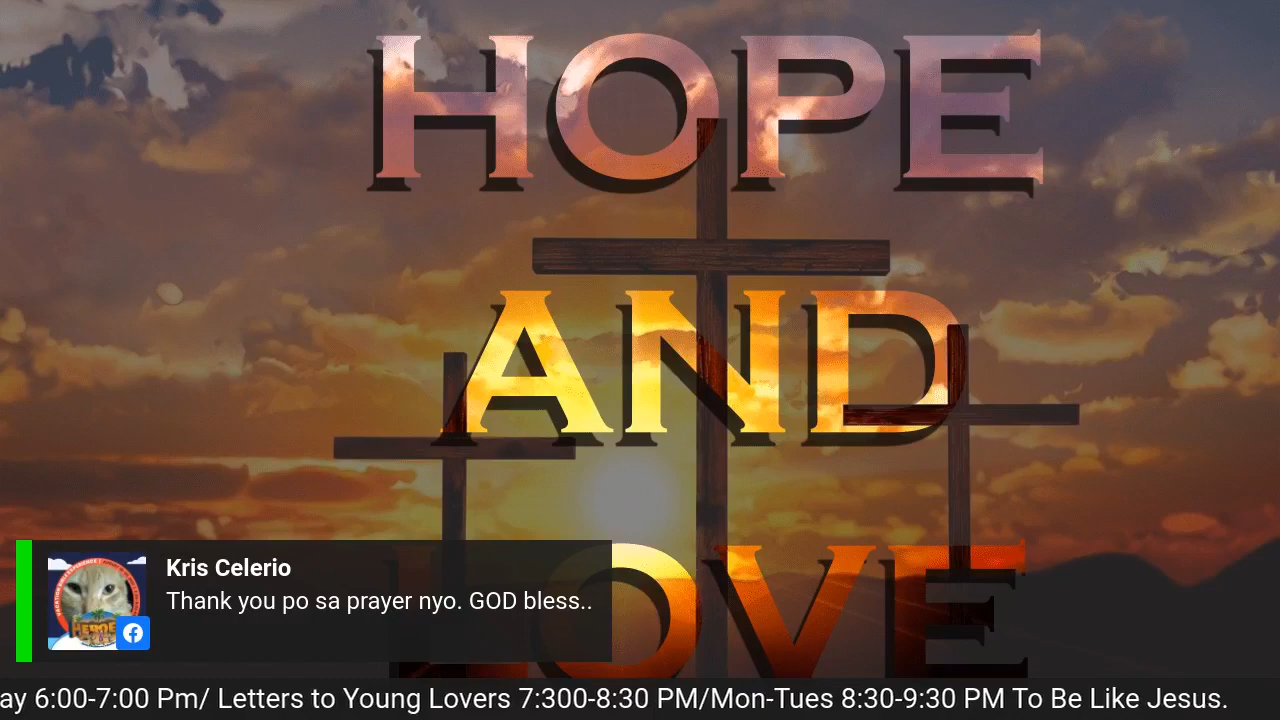 HOPE
AND
LOVE
Kris Celerio
Thank you po sa prayer nyo. GOD bless..
ay 6:00-7:00 Pm/ Letters to Young Lovers 7:300-8:30 PM/Mon-Tues 8:30-9:30 PM To Be Like Jesus.